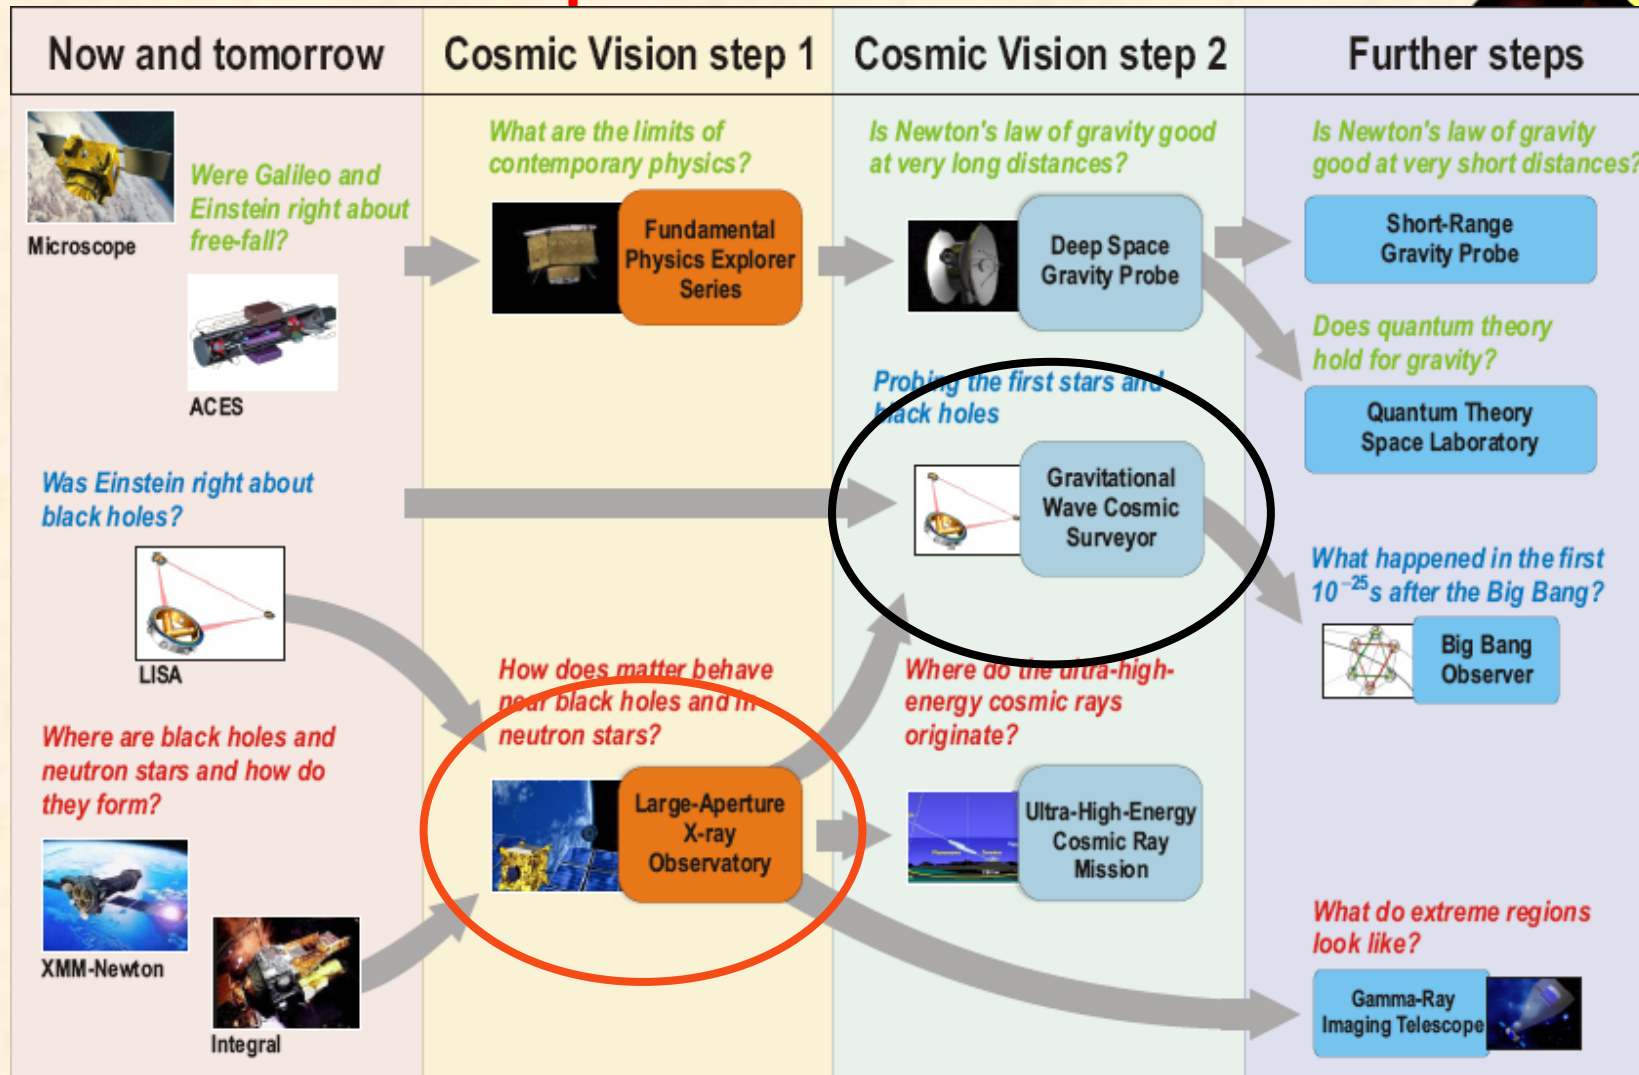 Now and tomorrow
Cosmic Vision step 1
Cosmic Vision step 2
Further steps
Microscope
Were Galileo and
Einstein right about
free-fall?
ACES
Was Einstein right about
black holes?
LISA
Where are black holes and
neutron stars and how do
they form?
XMM-Newton
Integral
What are the limits of
contemporary physics?
Fundamental
Physics Explorer
Series
How does matter behave
near black holes and in
neutron stars?
Large-Aperture
X-ray
Observatory
Is Newton's law of gravity good
at very long distances?
Deep Space
Gravity Probe
Probing the first stars and
black holes
Gravitational
Wave Cosmic
Surveyor
Where do the ultra-high-
energy cosmic rays
originate?
Ultra-High-Energy
Cosmic Ray
Mission
Is Newton's law of gravity
good at very short distances?
Short-Range
Gravity Probe
Does quantum theory
hold for gravity?
Quantum Theory
Space Laboratory
What happened in the first
10⁻²⁵s after the Big Bang?
Big Bang
Observer
What do extreme regions
look like?
Gamma-Ray
Imaging Telescope